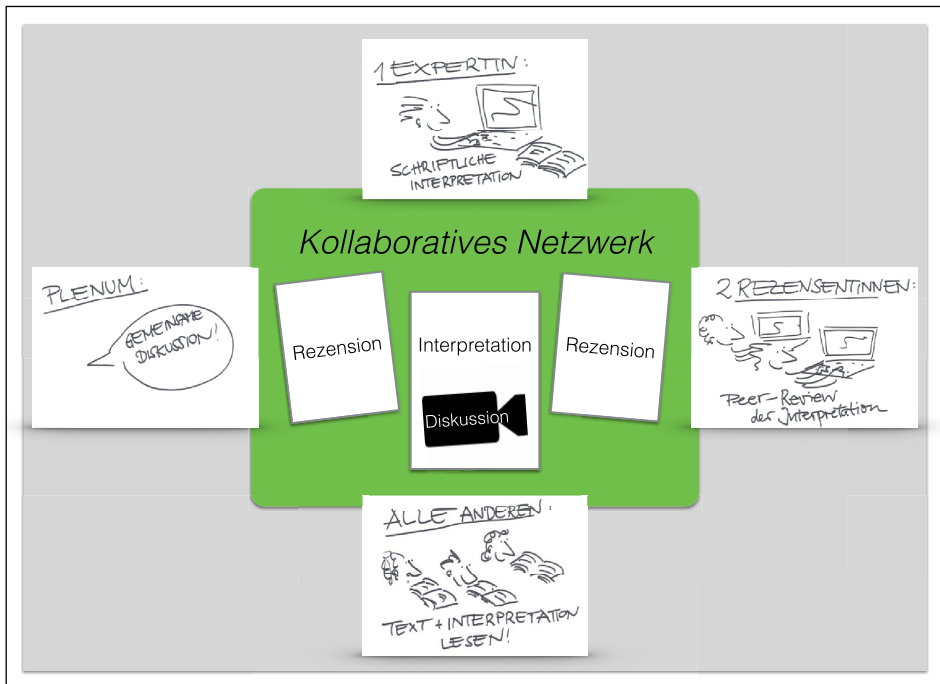 1 EXPERTIN:
SCHRIFTLICHE
INTERPRETATION
Kollaboratives Netzwerk
PLENUM:
GEMEINSAME
DISKUSSION!
Rezension
Interpretation
Diskussion
Rezension
2 REZENSENTINNEN:
Peer-Review
der Interpretation
ALLE ANDEREN:
TEXT + INTERPRETATION
LESEN!